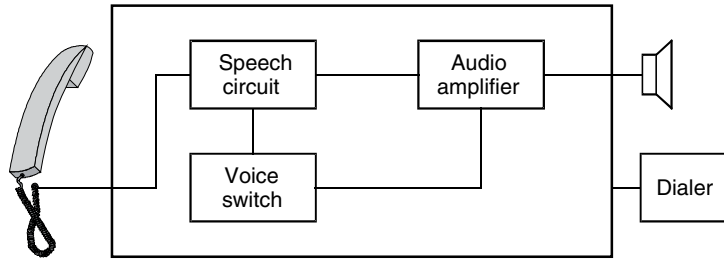 Speech
circuit
Audio
amplifier
Voice
switch
Dialer